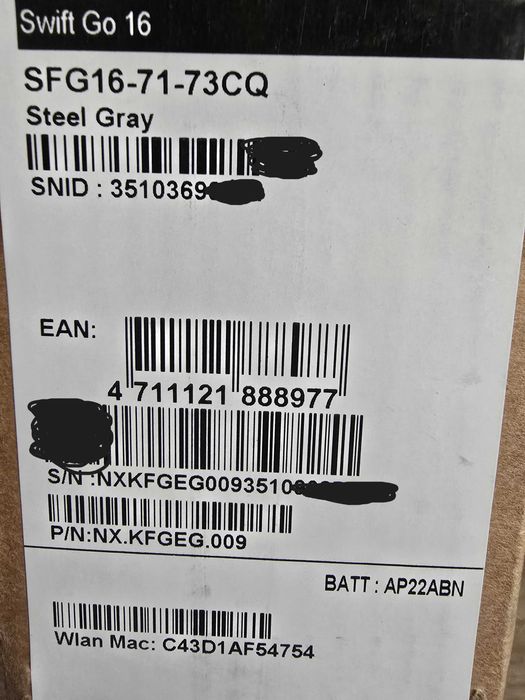 Swift Go 16
SFG16-71-73CQ
Steel Gray
SNID : 3510369
EAN:
4 711121 888977
S/N :NXKFGEG0093510
P/N:NX.KFGEG.009
BATT : AP22ABN
Wlan Mac: C43D1AF54754